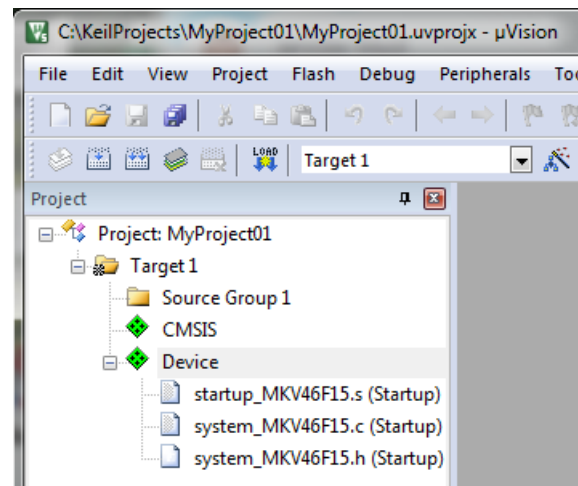 C:\KeilProjects\MyProject01\MyProject01.uvprojx - µVision
File Edit View Project Flash Debug Peripherals
LOAD Target 1
Project
Project: MyProject01
Target 1
Source Group 1
CMSIS
Device
startup_MKV46F15.s (Startup)
system_MKV46F15.c (Startup)
system_MKV46F15.h (Startup)